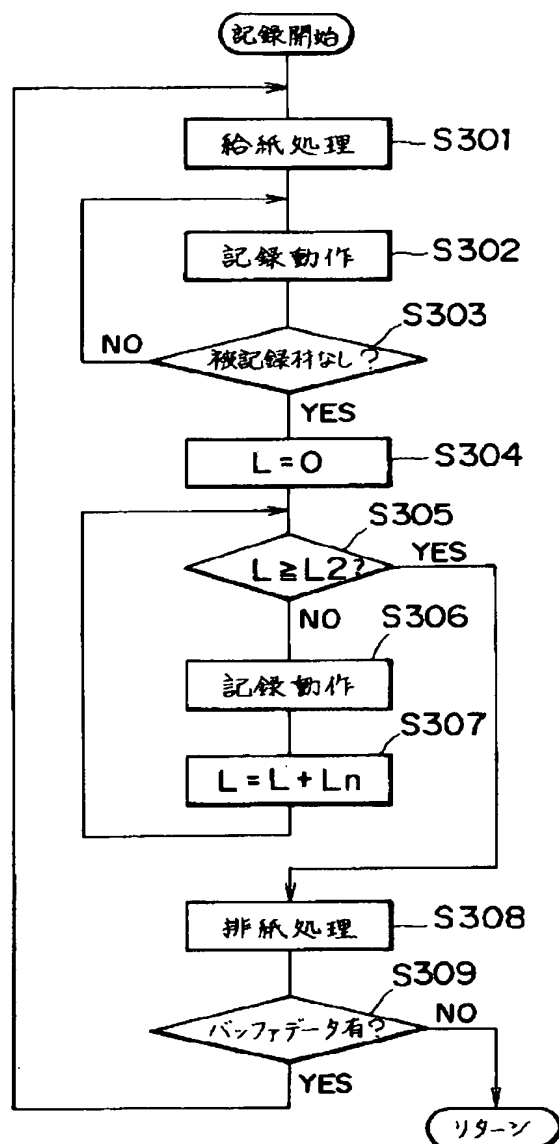 記録開始
給紙処理
S301
記録動作
S302
S303
被記録材なし?
NO
YES
L=0
S304
S305
L≧L2?
YES
NO
S306
記録動作
S307
L=L+Ln
排紙処理
S308
S309
バッファデータ有?
NO
YES
リターン